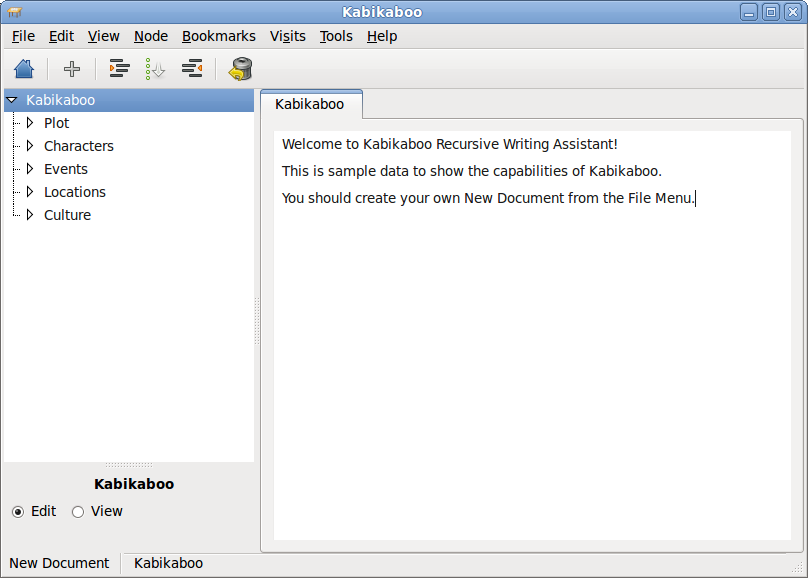 Kabikaboo
File Edit View Node Bookmarks Visits Tools Help
Kabikaboo
Plot
Characters
Events
Locations
Culture
Kabikaboo
Welcome to Kabikaboo Recursive Writing Assistant!
This is sample data to show the capabilities of Kabikaboo.
You should create your own New Document from the File Menu.
Kabikaboo
Edit View
New Document Kabikaboo